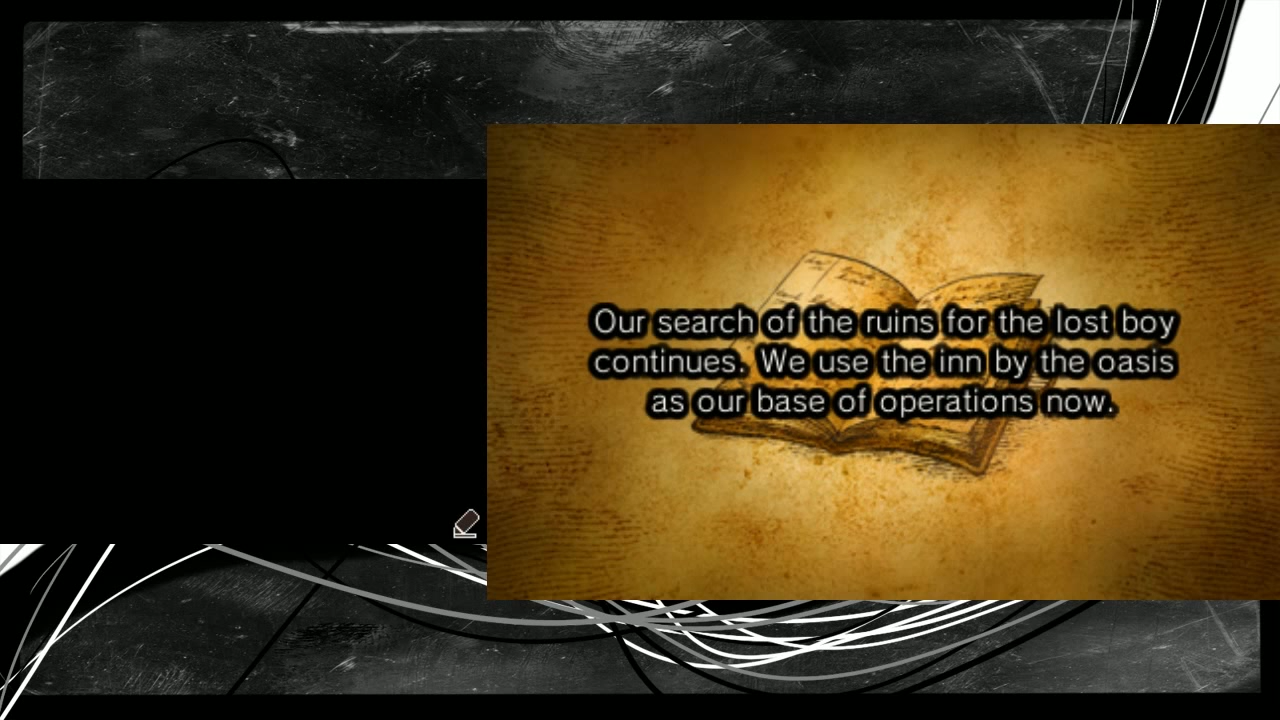 Our search of the ruins for the lost boy
continues. We use the inn by the oasis
as our base of operations now.